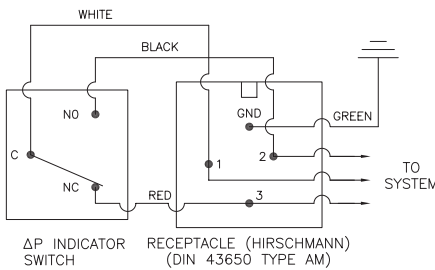 WHITE
BLACK
NO
GND
GREEN
C
1
2
TO
SYSTEM
NC
RED
3
ΔP INDICATOR
SWITCH
RECEPTACLE (HIRSCHMANN)
(DIN 43650 TYPE AM)